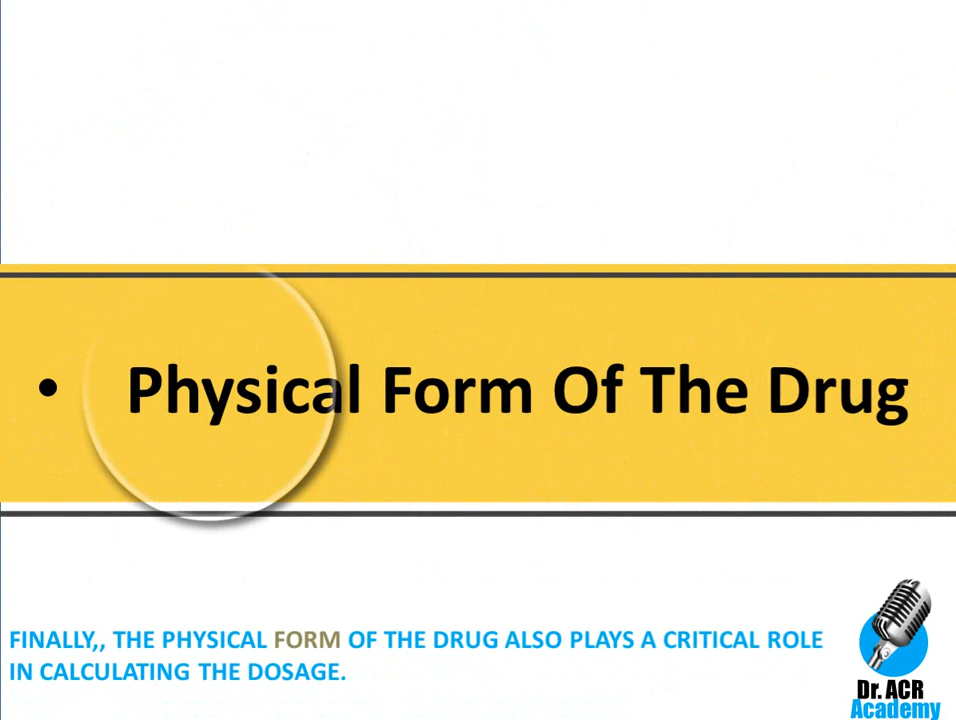 • Physical Form Of The Drug
FINALLY,, THE PHYSICAL FORM OF THE DRUG ALSO PLAYS A CRITICAL ROLE
IN CALCULATING THE DOSAGE.
Dr. ACR
Academy